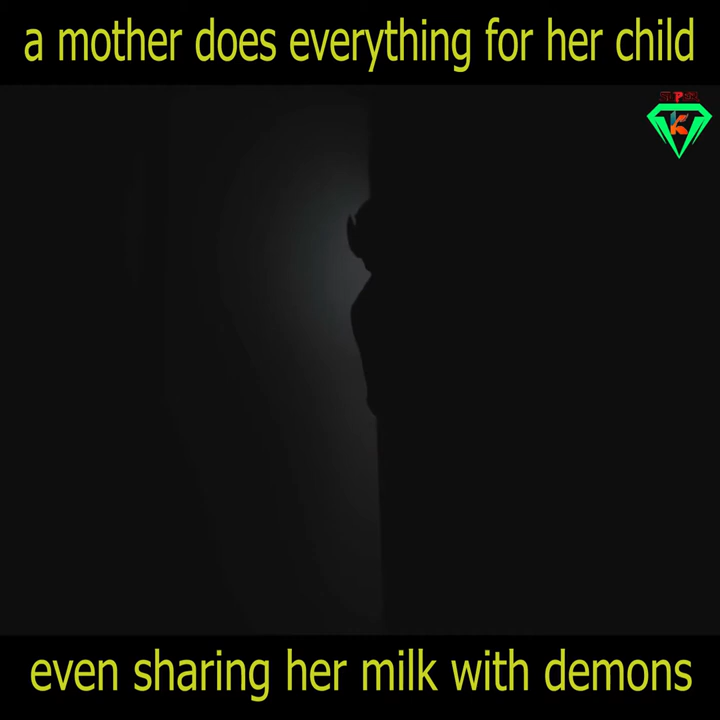 a mother does everything for her child
K
even sharing her milk with demons